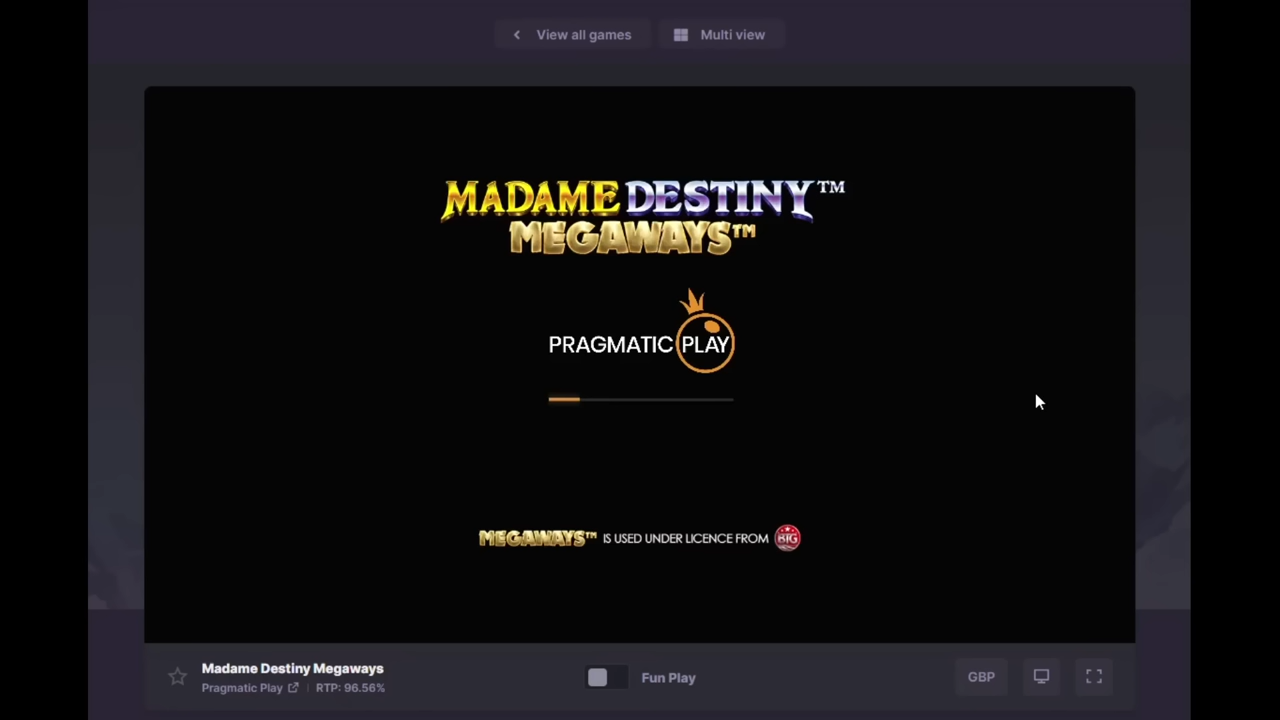 View all games
Multi view
MADAME DESTINY™
MEGAWAYS™
PRAGMATIC PLAY
MEGAWAYS™ IS USED UNDER LICENCE FROM BTG
Madame Destiny Megaways
Pragmatic Play | RTP: 96.56%
Fun Play
GBP